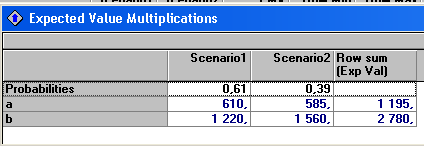 Expected Value Multiplications
Scenario1 Scenario2 Row sum
(Exp Val)
Probabilities 0,61 0,39
a 610, 585, 1 195,
b 1 220, 1 560, 2 780,